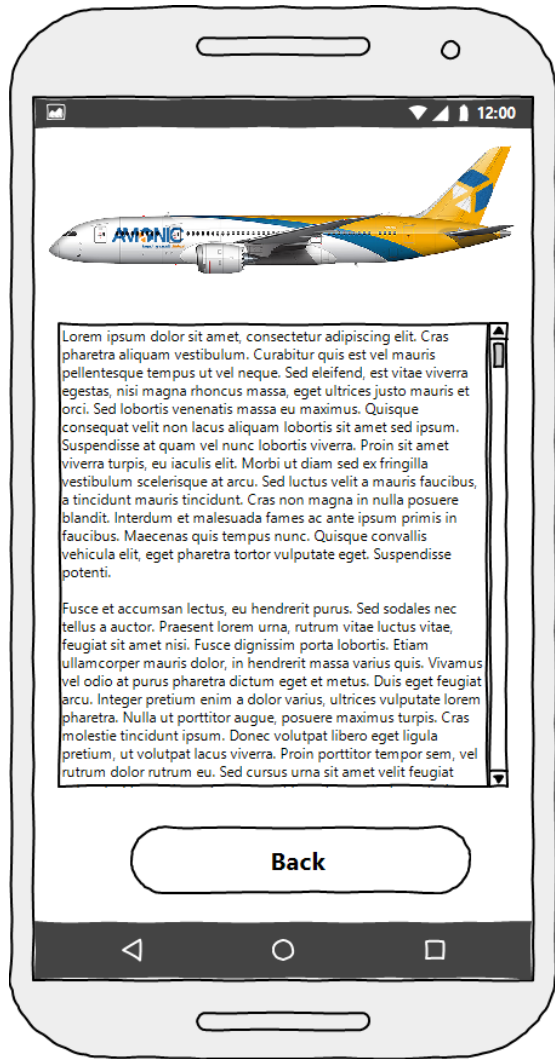 12:00
AVIONIC
Lorem ipsum dolor sit amet, consectetur adipiscing elit. Cras
pharetra aliquam vestibulum. Curabitur quis est vel mauris
pellentesque tempus ut vel neque. Sed eleifend, est vitae viverra
egestas, nisi magna rhoncus massa, eget ultrices justo mauris et
orci. Sed lobortis venenatis massa eu maximus. Quisque
consequat velit non lacus aliquam lobortis sit amet sed ipsum.
Suspendisse at quam vel nunc lobortis viverra. Proin sit amet
viverra turpis, eu iaculis elit. Morbi ut diam sed ex fringilla
vestibulum scelerisque at arcu. Sed luctus velit a mauris faucibus,
a tincidunt mauris tincidunt. Cras non magna in nulla posuere
blandit. Interdum et malesuada fames ac ante ipsum primis in
faucibus. Maecenas quis tempus nunc. Quisque convallis
vehicula elit, eget pharetra tortor vulputate eget. Suspendisse
potenti.
Fusce et accumsan lectus, eu hendrerit purus. Sed sodales nec
tellus a auctor. Praesent lorem urna, rutrum vitae luctus vitae,
feugiat sit amet nisi. Fusce dignissim porta lobortis. Etiam
ullamcorper mauris dolor, in hendrerit massa varius quis. Vivamus
vel odio at purus pharetra dictum eget et metus. Duis eget feugiat
arcu. Integer pretium enim a dolor varius, ultrices vulputate lorem
pharetra. Nulla ut porttitor augue, posuere maximus turpis. Cras
molestie tincidunt ipsum. Donec volutpat libero eget ligula
pretium, ut volutpat lacus viverra. Proin porttitor tempor sem, vel
rutrum dolor rutrum eu. Sed cursus urna sit amet velit feugiat
Back